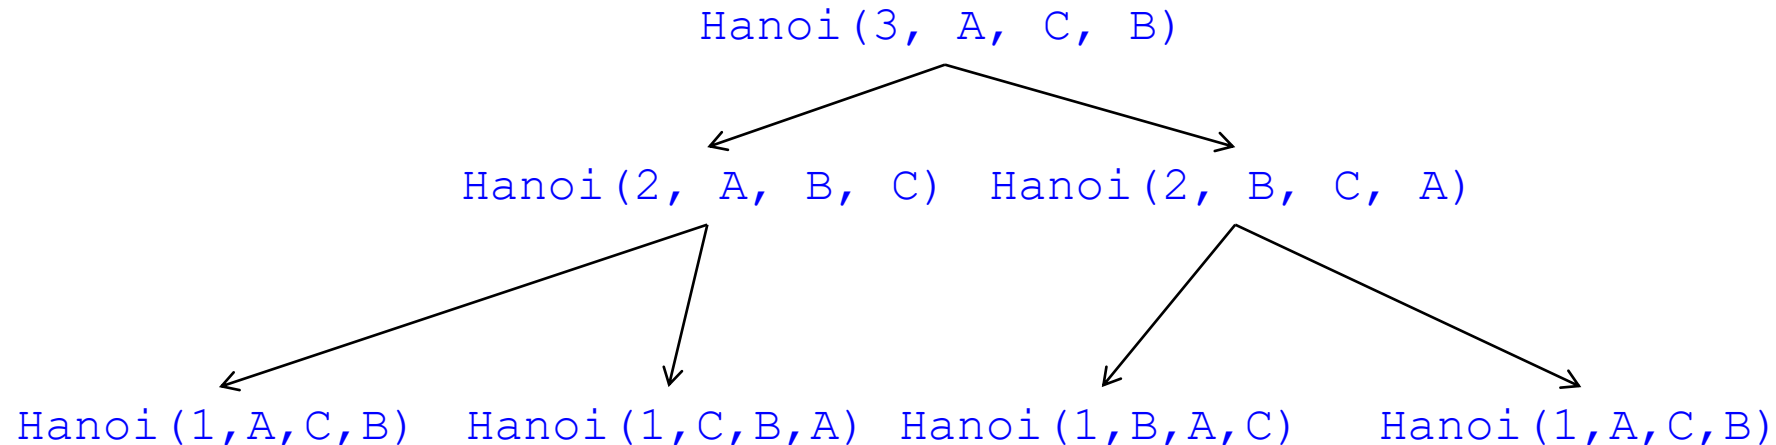 Hanoi(3, A, C, B)
Hanoi(2, A, B, C) Hanoi(2, B, C, A)
Hanoi(1,A,C,B) Hanoi(1,C,B,A) Hanoi(1,B,A,C) Hanoi(1,A,C,B)